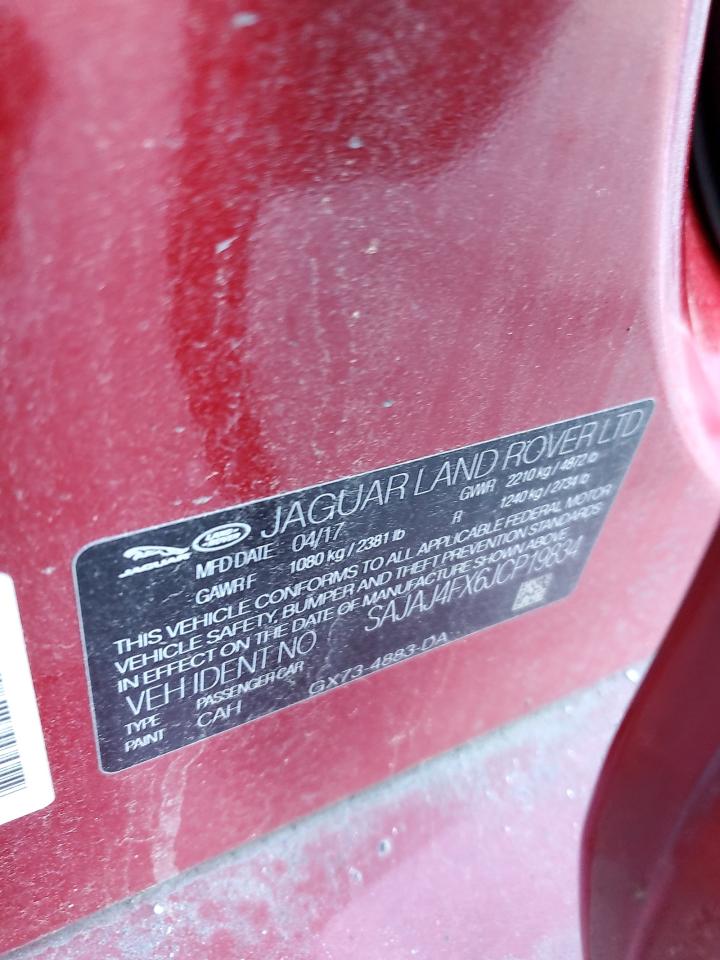 JAGUAR LAND ROVER JAGUAR LAND ROVER LTD
MFD DATE 04/17 GVWR 2210 kg / 4872 lb
GAWR F 1080 kg / 2381 lb R 1240 kg / 2734 lb
THIS VEHICLE CONFORMS TO ALL APPLICABLE FEDERAL MOTOR
VEHICLE SAFETY, BUMPER AND THEFT PREVENTION STANDARDS
IN EFFECT ON THE DATE OF MANUFACTURE SHOWN ABOVE
VEH IDENT NO SAJAJ4FX6JCP19834
TYPE PASSENGER CAR
PAINT CAH GX73-4883-DA